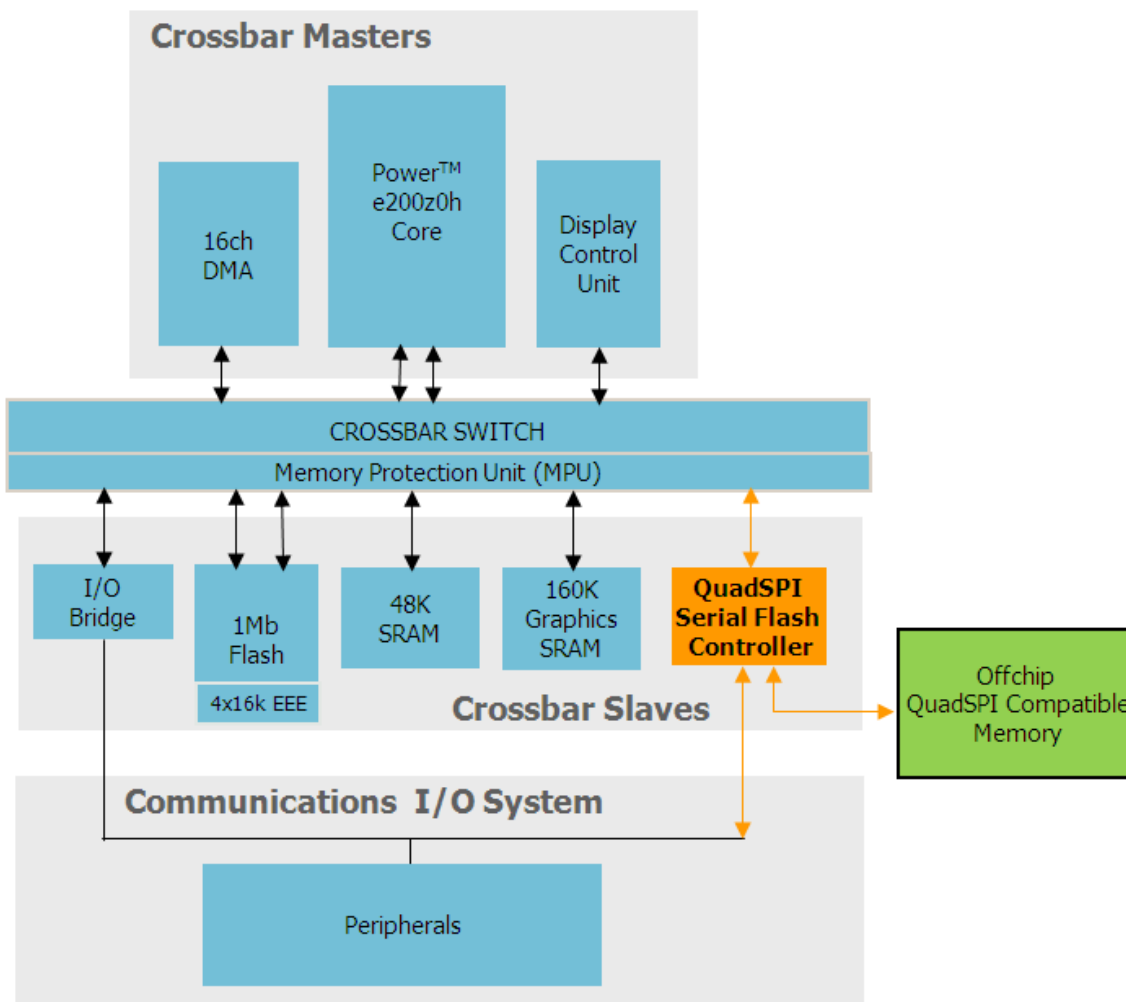 Crossbar Masters
16ch
DMA
Power™
e200z0h
Core
Display
Control
Unit
CROSSBAR SWITCH
Memory Protection Unit (MPU)
I/O
Bridge
1Mb
Flash
4x16k EEE
48K
SRAM
160K
Graphics
SRAM
QuadSPI
Serial Flash
Controller
Crossbar Slaves
Offchip
QuadSPI Compatible
Memory
Communications I/O System
Peripherals